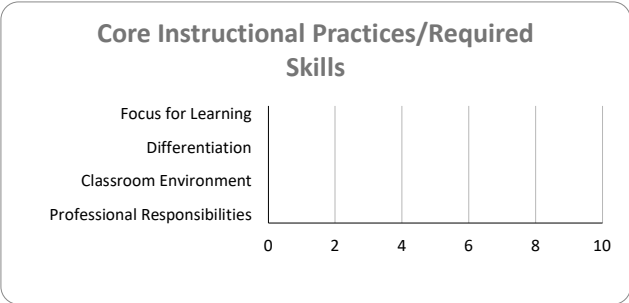 Core Instructional Practices/Required
Skills
Focus for Learning
Differentiation
Classroom Environment
Professional Responsibilities
0 2 4 6 8 10